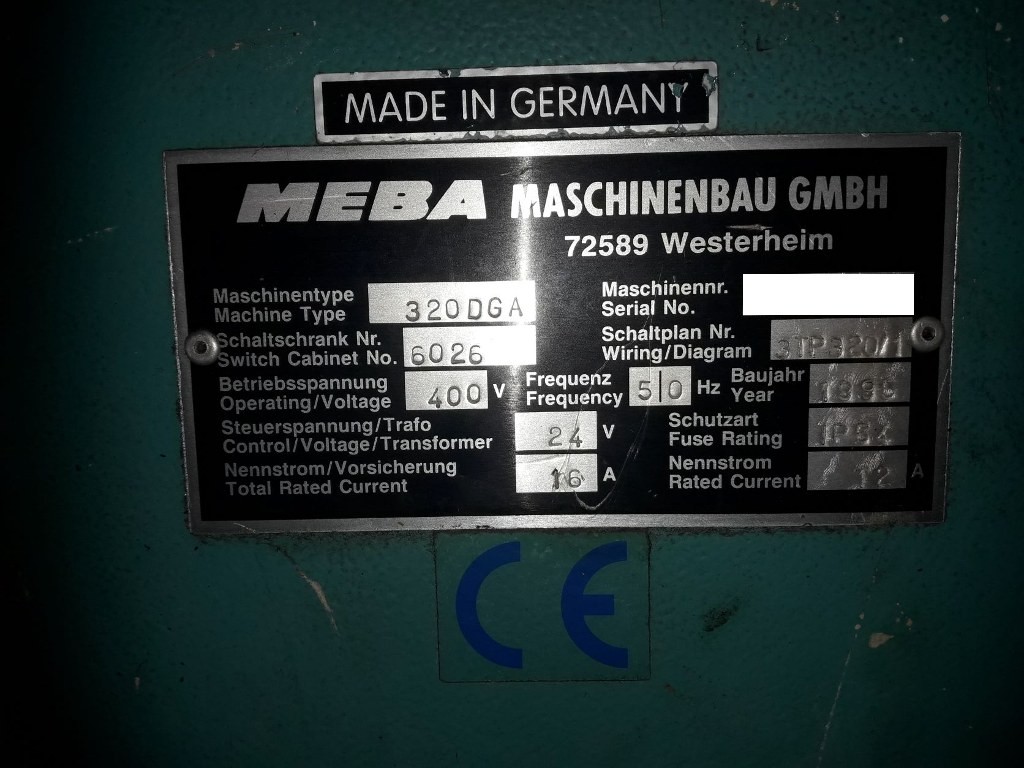 MADE IN GERMANY
MEBA MASCHINENBAU GMBH
72589 Westerheim
Maschinentype
Machine Type 320DGA
Maschinennr.
Serial No.
Schaltschrank Nr.
Switch Cabinet No. 6026
Schaltplan Nr.
Wiring/Diagram
Betriebsspannung
Operating/Voltage 400 V
Frequenz
Frequency 50 Hz
Baujahr
Year
Steuerspannung/Trafo
Control/Voltage/Transformer 24 V
Schutzart
Fuse Rating
Nennstrom/Vorsicherung
Total Rated Current 16 A
Nennstrom
Rated Current 12 A
CE